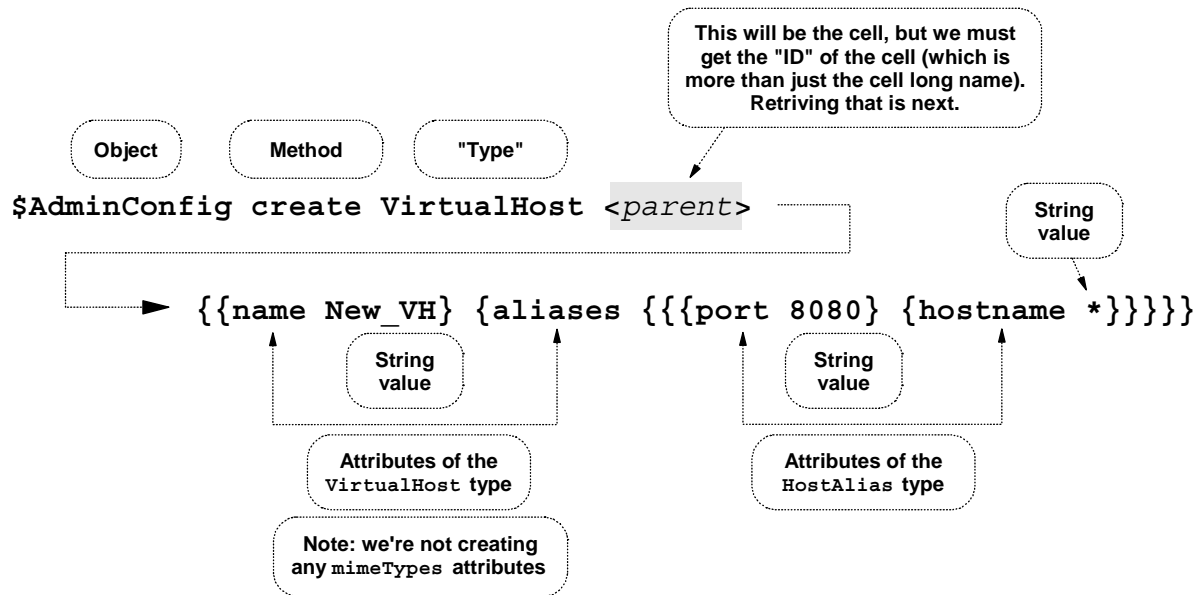 This will be the cell, but we must
get the "ID" of the cell (which is
more than just the cell long name).
Retriving that is next.
Object
Method
"Type"
$AdminConfig create VirtualHost <parent>
String
value
{{name New_VH} {aliases {{{port 8080} {hostname *}}}}}
String
value
String
value
Attributes of the
VirtualHost type
Attributes of the
HostAlias type
Note: we're not creating
any mimeTypes attributes